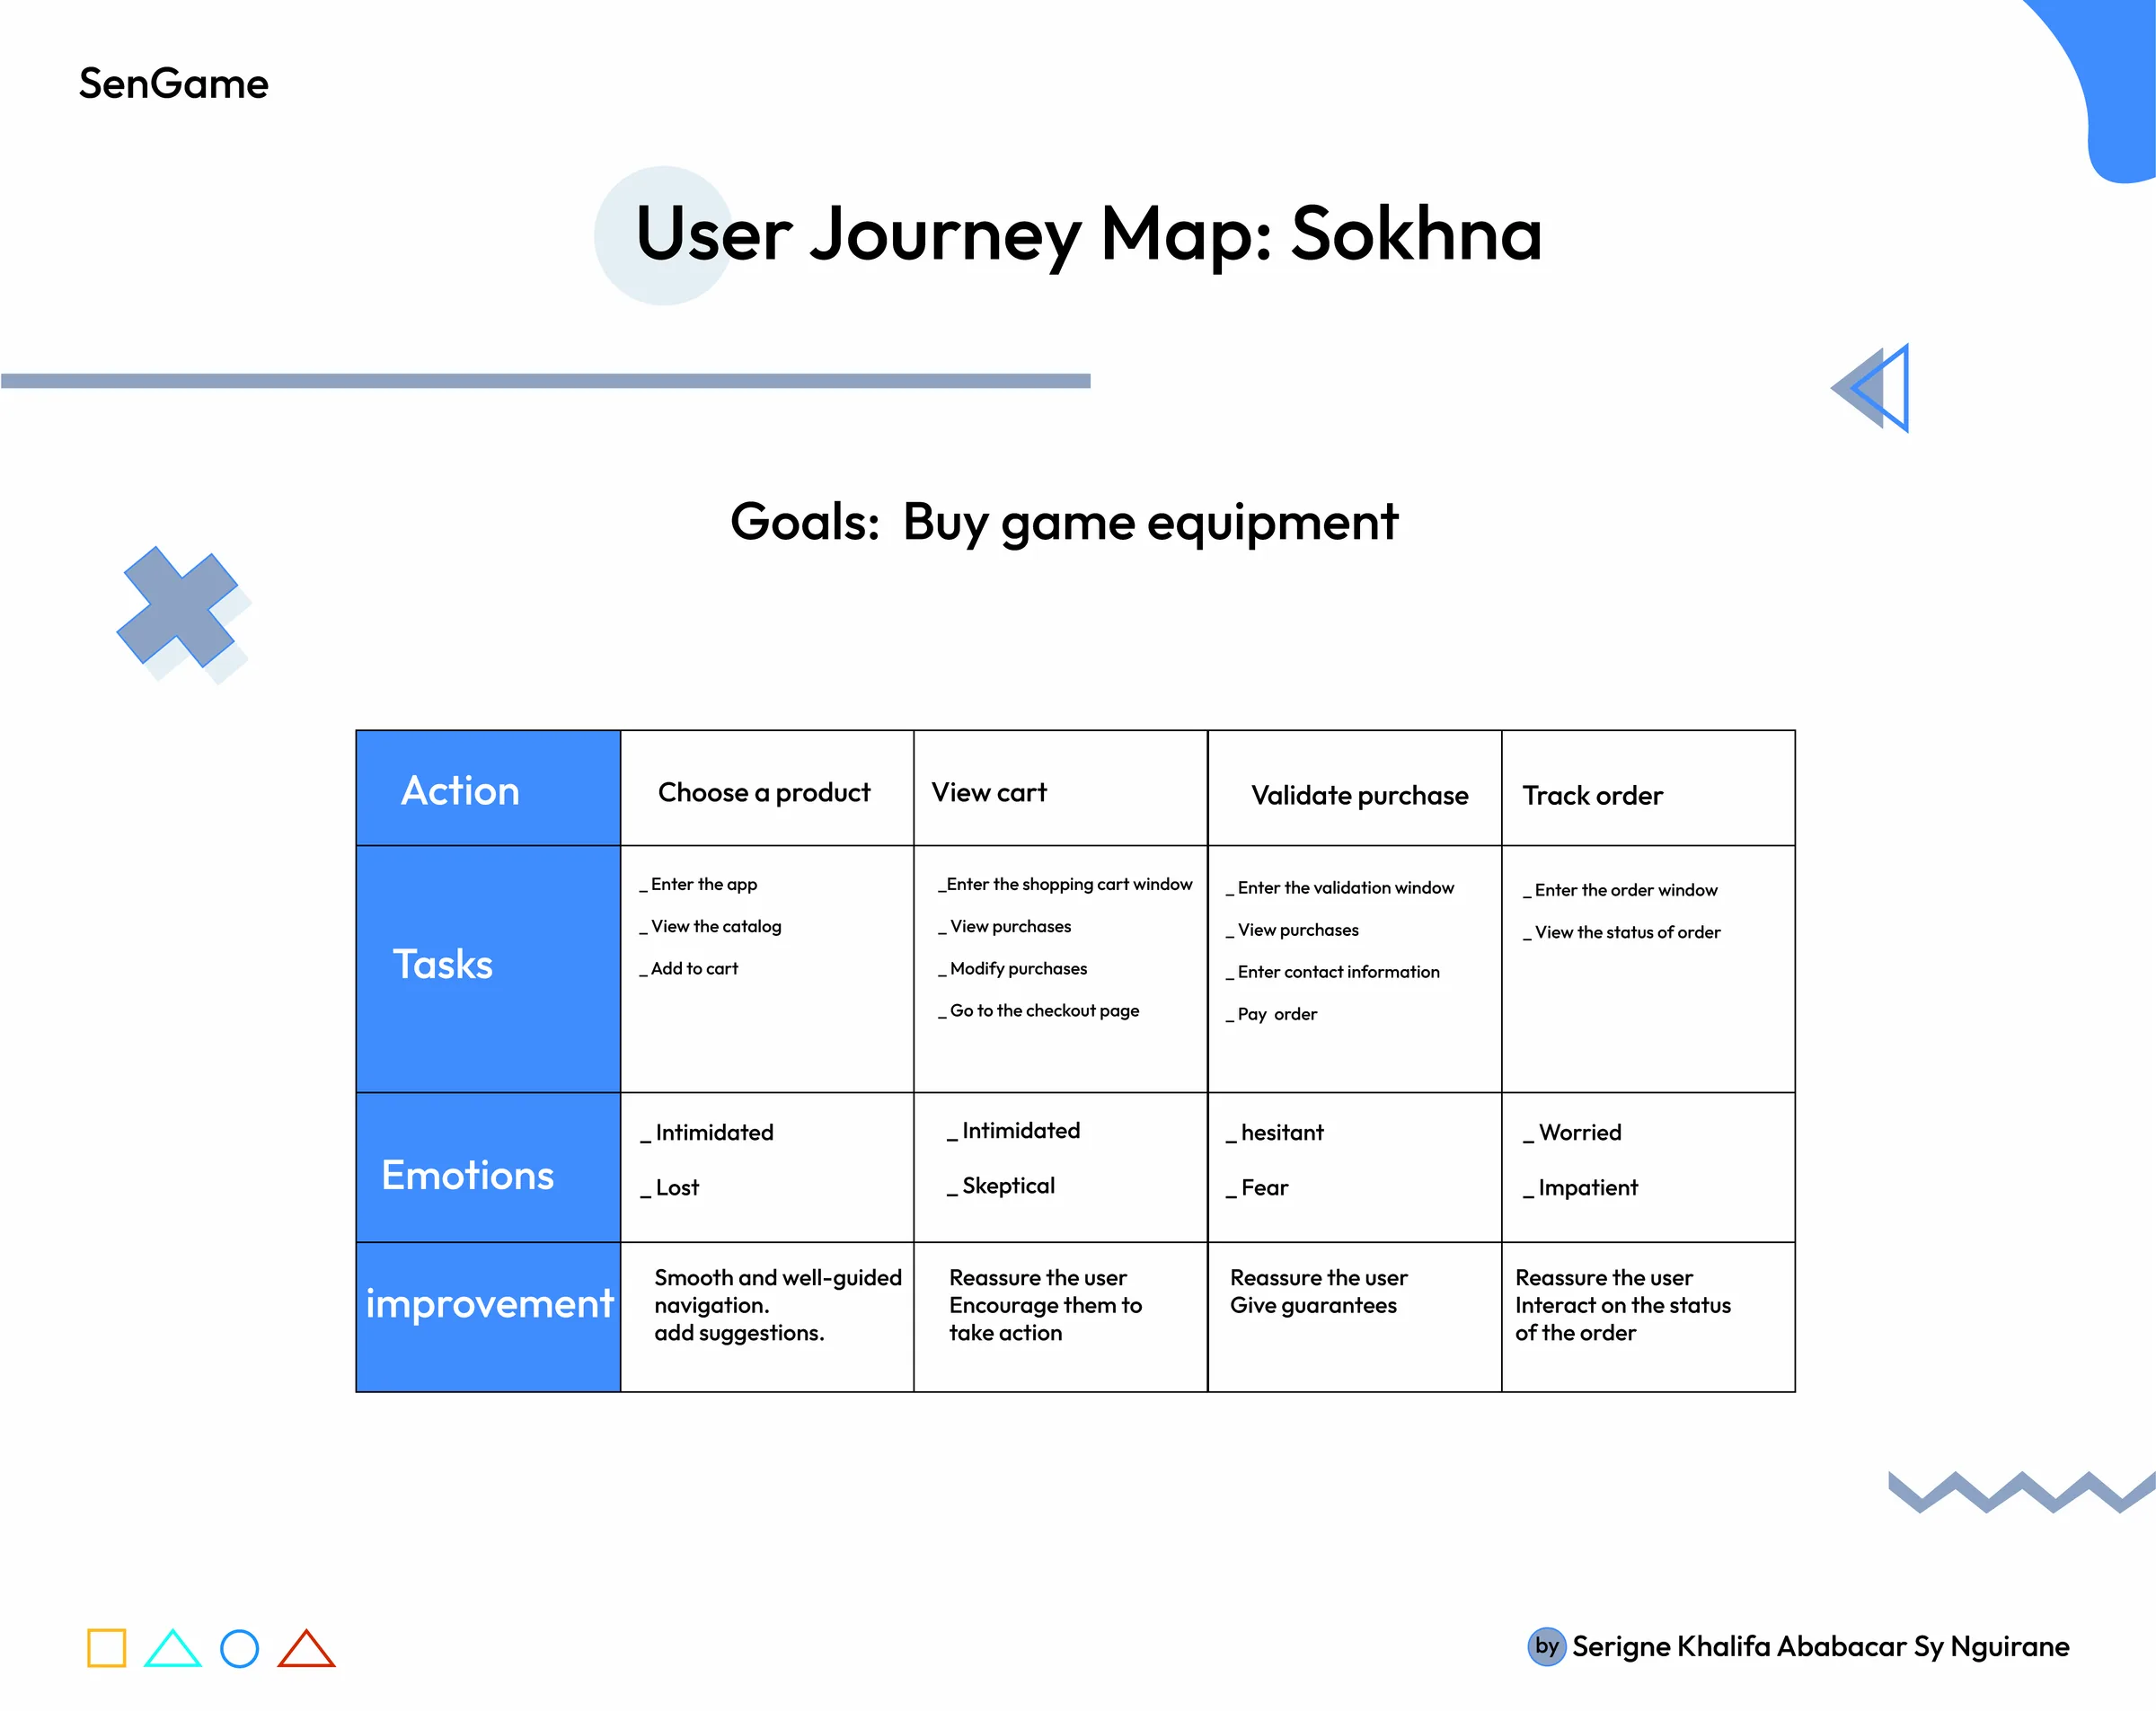 SenGame
User Journey Map: Sokhna
Goals: Buy game equipment
Action
Choose a product
View cart
Validate purchase
Track order
Tasks
_ Enter the app
_ View the catalog
_ Add to cart
_Enter the shopping cart window
_ View purchases
_ Modify purchases
_ Go to the checkout page
_ Enter the validation window
_ View purchases
_ Enter contact information
_ Pay order
_ Enter the order window
_ View the status of order
Emotions
_ Intimidated
_ Lost
_ Intimidated
_ Skeptical
_ hesitant
_ Fear
_ Worried
_ Impatient
improvement
Smooth and well-guided
navigation.
add suggestions.
Reassure the user
Encourage them to
take action
Reassure the user
Give guarantees
Reassure the user
Interact on the status
of the order
by Serigne Khalifa Ababacar Sy Nguirane